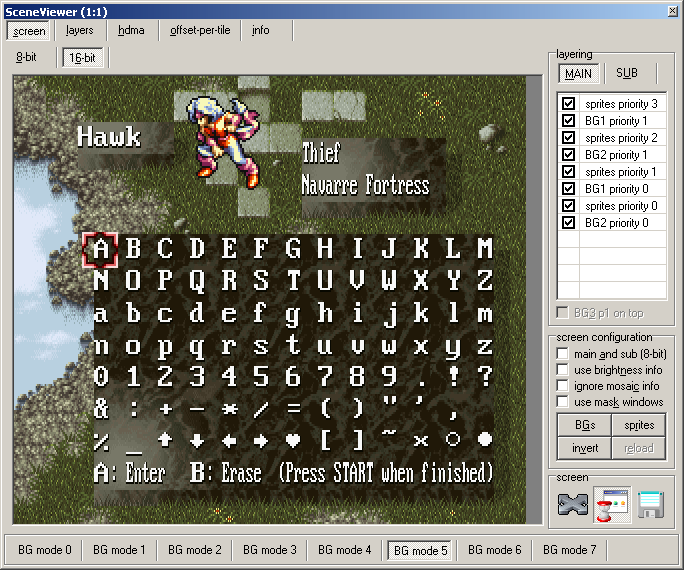 SceneViewer (1:1)
screen layers hdma offset-per-tile info
8-bit 16-bit
Hawk
Thief
Navarre Fortress
A B C D E F G H I J K L M
N O P Q R S T U V W X Y Z
a b c d e f g h i j k l m
n o p q r s t u v w x y z
0 1 2 3 4 5 6 7 8 9 . ! ?
& : + - * / = ( ) " ' ,
% _ ↑ ↓ ← → ♥ [ ] ~ × ○ ●
A: Enter B: Erase (Press START when finished)
layering
MAIN SUB
sprites priority 3
BG1 priority 1
sprites priority 2
BG2 priority 1
sprites priority 1
BG1 priority 0
sprites priority 0
BG2 priority 0
BG3 p1 on top
screen configuration
main and sub (8-bit)
use brightness info
ignore mosaic info
use mask windows
BGs sprites
invert reload
screen
BG mode 0 BG mode 1 BG mode 2 BG mode 3 BG mode 4 BG mode 5 BG mode 6 BG mode 7